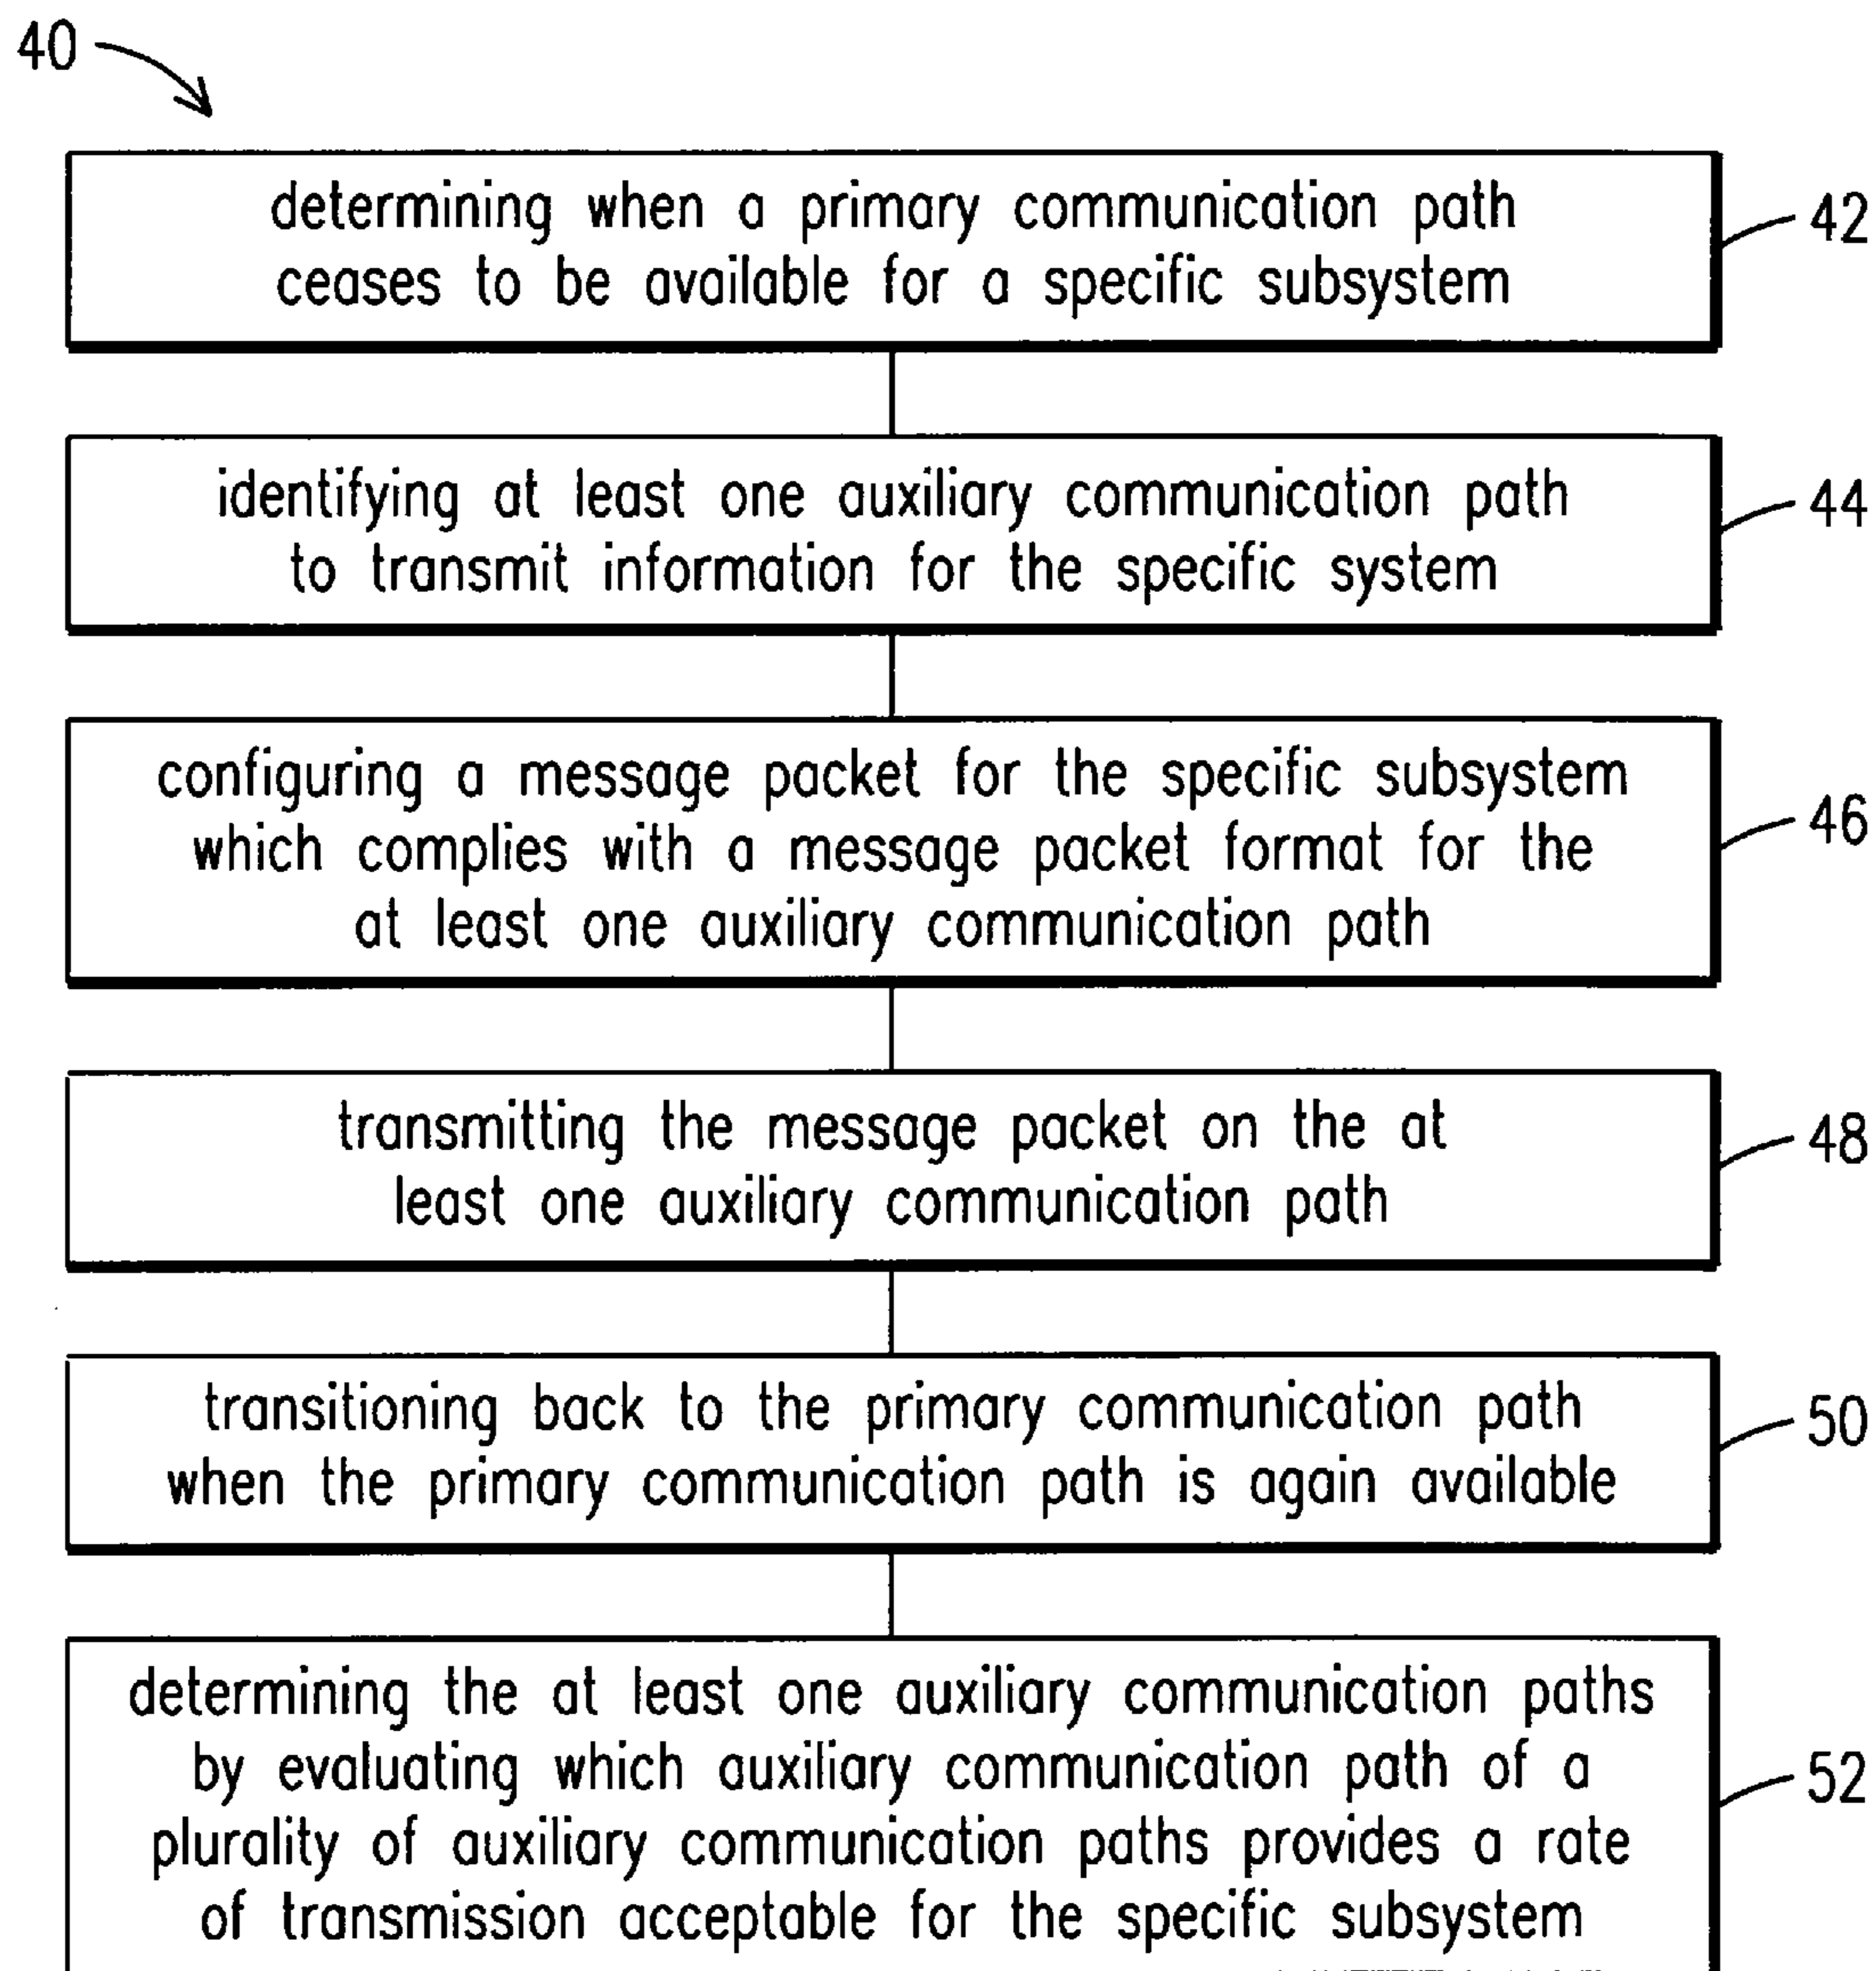 40
determining when a primary communication path
ceases to be available for a specific subsystem
42
identifying at least one auxiliary communication path
to transmit information for the specific system
44
configuring a message packet for the specific subsystem
which complies with a message packet format for the
at least one auxiliary communication path
46
transmitting the message packet on the at
least one auxiliary communication path
48
transitioning back to the primary communication path
when the primary communication path is again available
50
determining the at least one auxiliary communication paths
by evaluating which auxiliary communication path of a
plurality of auxiliary communication paths provides a rate
of transmission acceptable for the specific subsystem
52